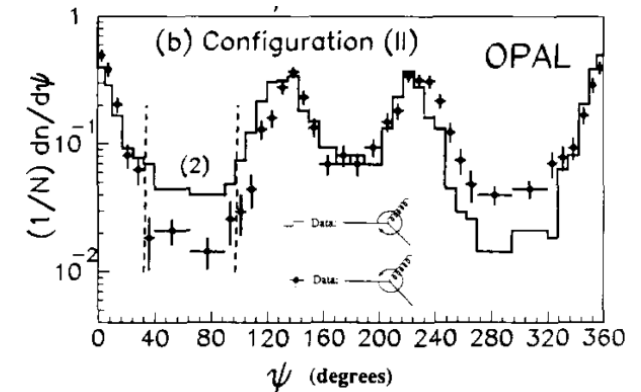 (b) Configuration (II)
OPAL
(1/N) dn/dψ
1
10⁻¹
10⁻²
(2)
Data:
Data:
0 40 80 120 160 200 240 280 320 360
ψ (degrees)